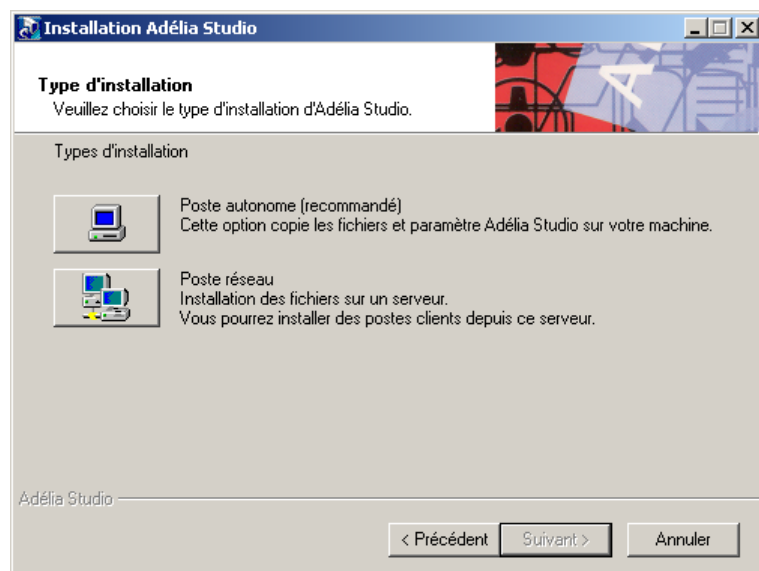 Installation Adélia Studio
Type d'installation
Veuillez choisir le type d'installation d'Adélia Studio.
Types d'installation
Poste autonome (recommandé)
Cette option copie les fichiers et paramètre Adélia Studio sur votre machine.
Poste réseau
Installation des fichiers sur un serveur.
Vous pourrez installer des postes clients depuis ce serveur.
Adélia Studio
< Précédent
Suivant >
Annuler